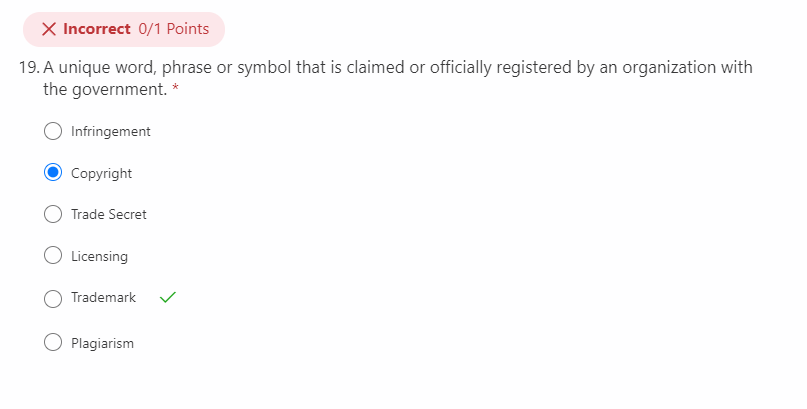 Incorrect 0/1 Points
19. A unique word, phrase or symbol that is claimed or officially registered by an organization with
the government. *
Infringement
Copyright
Trade Secret
Licensing
Trademark
Plagiarism